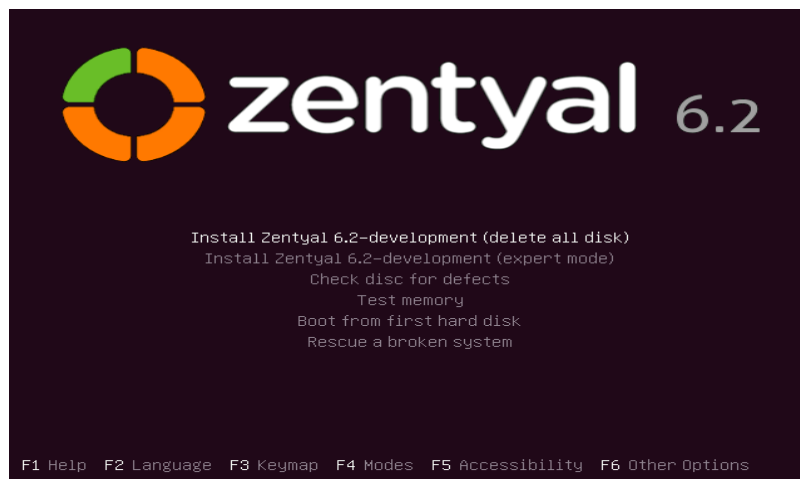 zentyal 6.2
Install Zentyal 6.2-development (delete all disk)
Install Zentyal 6.2-development (expert mode)
Check disc for defects
Test memory
Boot from first hard disk
Rescue a broken system
F1 Help F2 Language F3 Keymap F4 Modes F5 Accessibility F6 Other Options